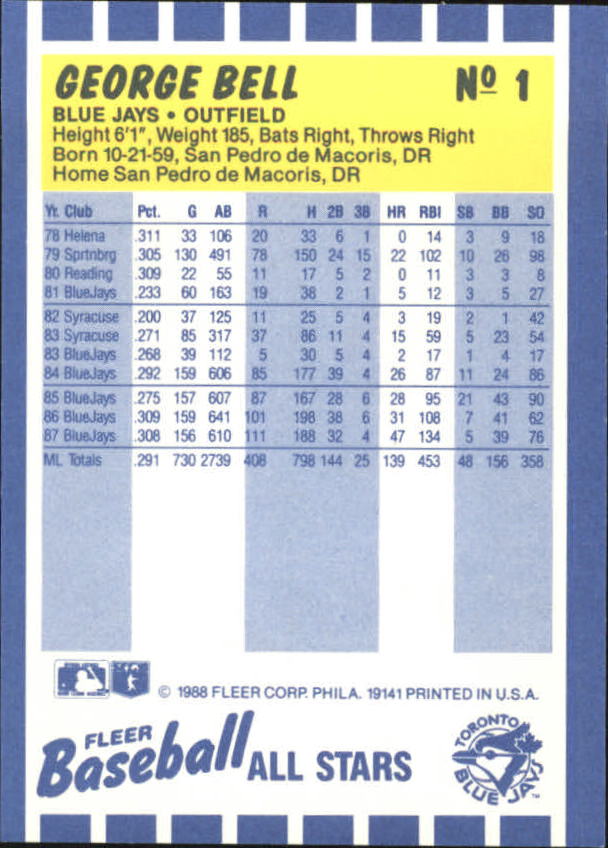 GEORGE BELL Nº 1
BLUE JAYS • OUTFIELD
Height 6'1", Weight 185, Bats Right, Throws Right
Born 10-21-59, San Pedro de Macoris, DR
Home San Pedro de Macoris, DR
Yr. Club Pct. G AB R H 2B 3B HR RBI SB BB SO
78 Helena .311 33 106 20 33 6 1 0 14 3 9 18
79 Sprtnbrg .305 130 491 78 150 24 15 22 102 10 26 98
80 Reading .309 22 55 11 17 5 2 0 11 3 3 8
81 BlueJays .233 60 163 19 38 2 1 5 12 3 5 27
82 Syracuse .200 37 125 11 25 5 4 3 19 2 1 42
83 Syracuse .271 85 317 37 86 11 4 15 59 5 23 54
83 BlueJays .268 39 112 5 30 5 4 2 17 1 4 17
84 BlueJays .292 159 606 85 177 39 4 26 87 11 24 86
85 BlueJays .275 157 607 87 167 28 6 28 95 21 43 90
86 BlueJays .309 159 641 101 198 38 6 31 108 7 41 62
87 BlueJays .308 156 610 111 188 32 4 47 134 5 39 76
ML Totals .291 730 2739 408 798 144 25 139 453 48 156 358
© 1988 FLEER CORP. PHILA. 19141 PRINTED IN U.S.A.
FLEER
Baseball ALL STARS
TORONTO
BLUE JAYS
TM